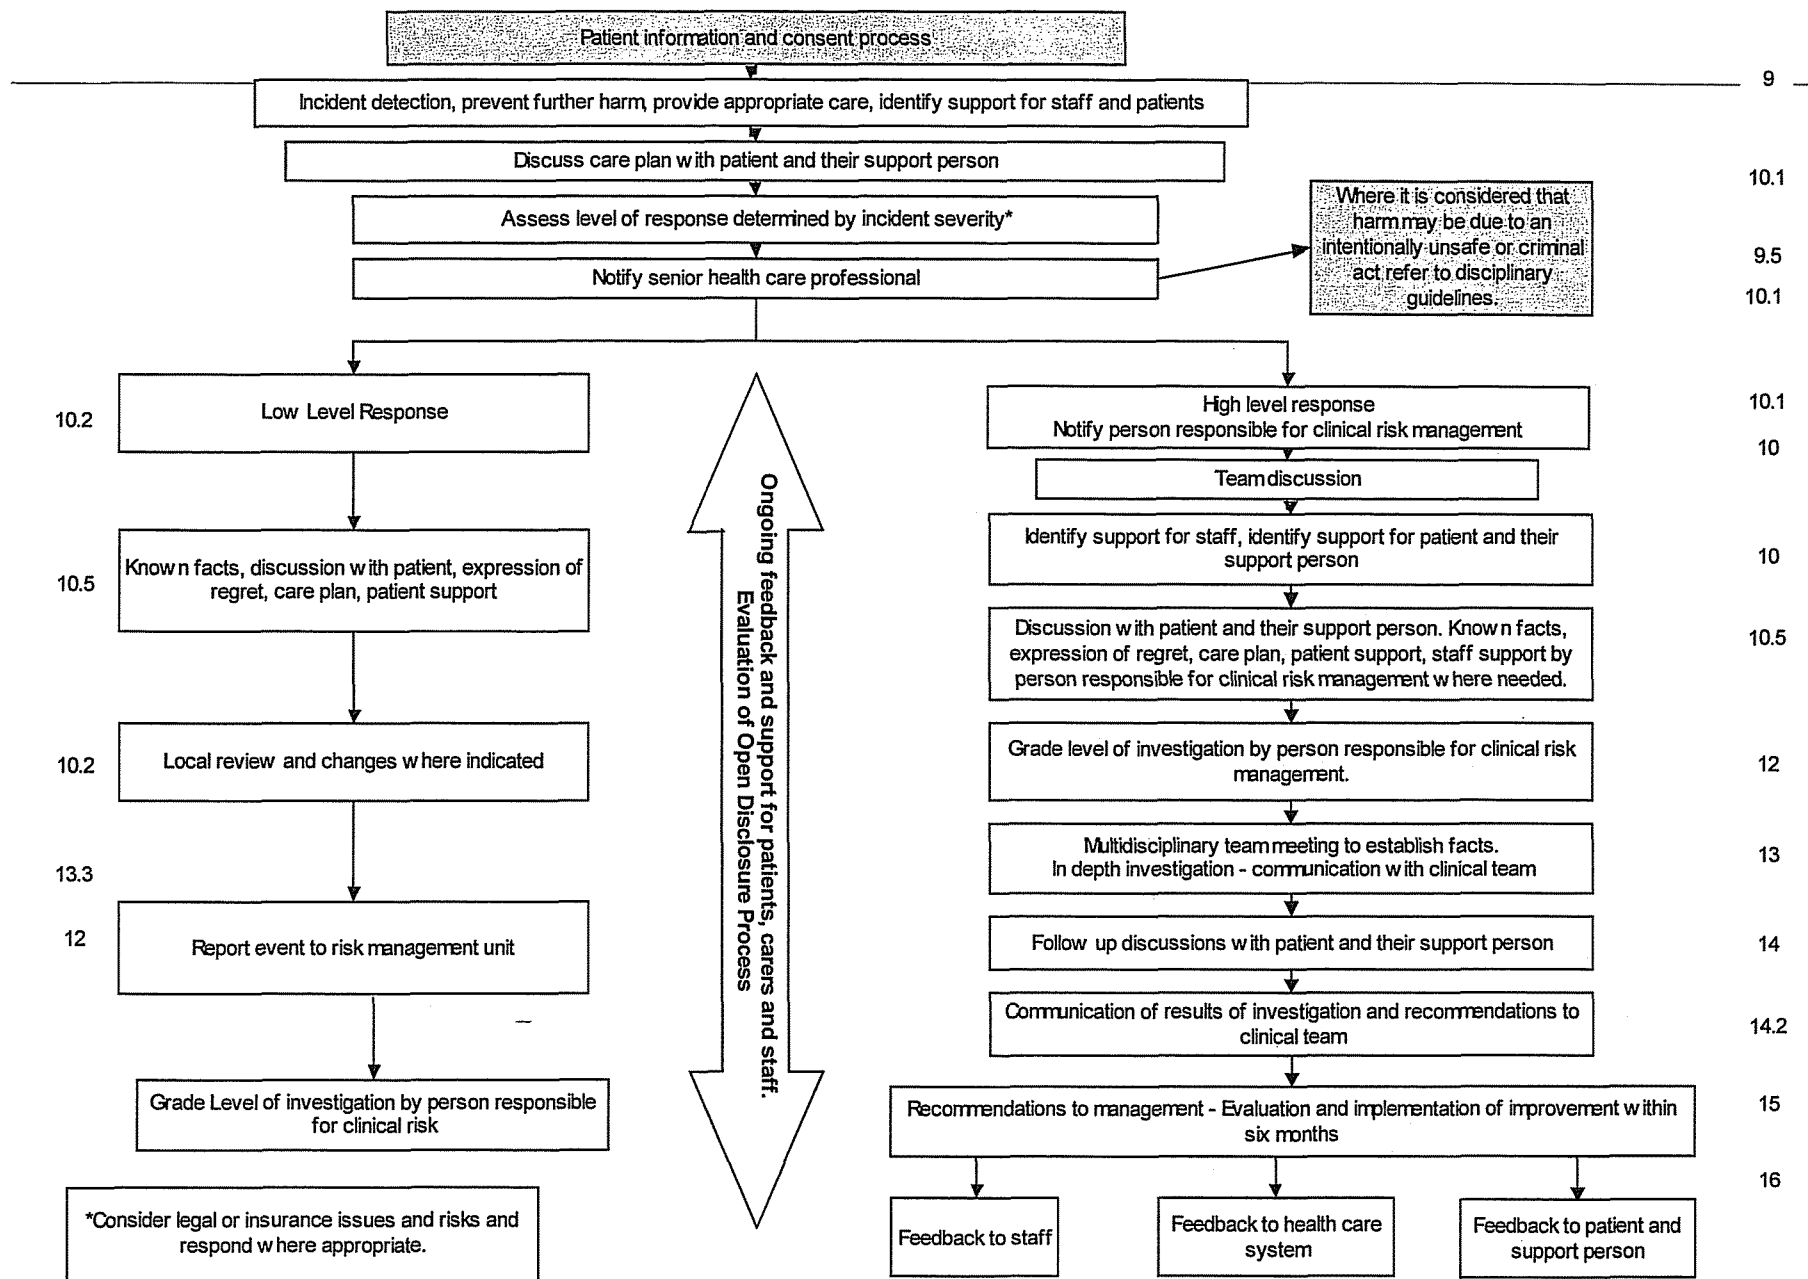 Patient information and consent process
9
Incident detection, prevent further harm, provide appropriate care, identify support for staff and patients
Discuss care plan with patient and their support person
10.1
Assess level of response determined by incident severity*
Where it is considered that
harm may be due to an
intentionally unsafe or criminal
act refer to disciplinary
guidelines.
9.5
Notify senior health care professional
10.1
10.2
Low Level Response
10.5
Known facts, discussion with patient, expression of
regret, care plan, patient support
10.2
Local review and changes where indicated
13.3
12
Report event to risk management unit
Grade Level of investigation by person responsible
for clinical risk
*Consider legal or insurance issues and risks and
respond where appropriate.
Ongoing feedback and support for patients, carers and staff.
Evaluation of Open Disclosure Process
High level response
Notify person responsible for clinical risk management
10.1
10
Team discussion
Identify support for staff, identify support for patient and their
support person
10
Discussion with patient and their support person. Known facts,
expression of regret, care plan, patient support, staff support by
person responsible for clinical risk management where needed.
10.5
Grade level of investigation by person responsible for clinical risk
management.
12
Multidisciplinary team meeting to establish facts.
In depth investigation - communication with clinical team
13
Follow up discussions with patient and their support person
14
Communication of results of investigation and recommendations to
clinical team
14.2
Recommendations to management - Evaluation and implementation of improvement within
six months
15
16
Feedback to staff
Feedback to health care
system
Feedback to patient and
support person